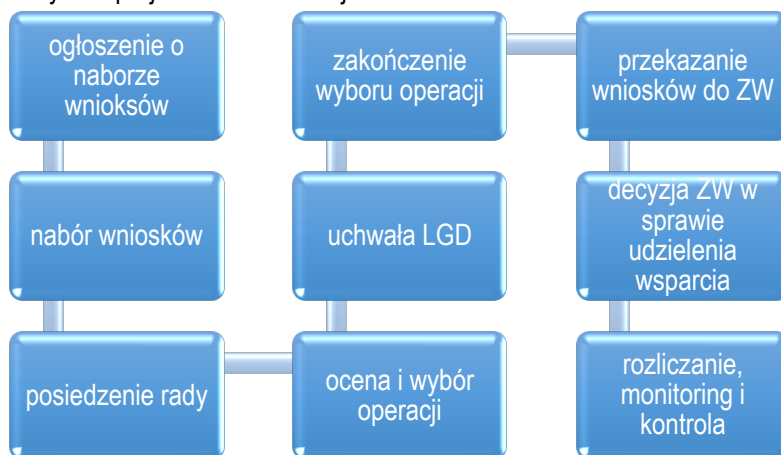 ogłoszenie o
naborze
wnioksów
nabór wniosków
posiedzenie rady
ocena i wybór
operacji
uchwała LGD
zakończenie
wyboru operacji
przekazanie
wniosków do ZW
decyzja ZW w
sprawie
udzielenia
wsparcia
rozliczanie,
monitoring i
kontrola